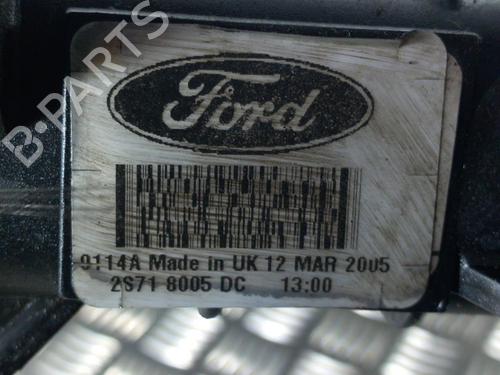 B-PARTS
Ford
9114A Made in UK 12 MAR 2005
2S71 8005 DC 13:00